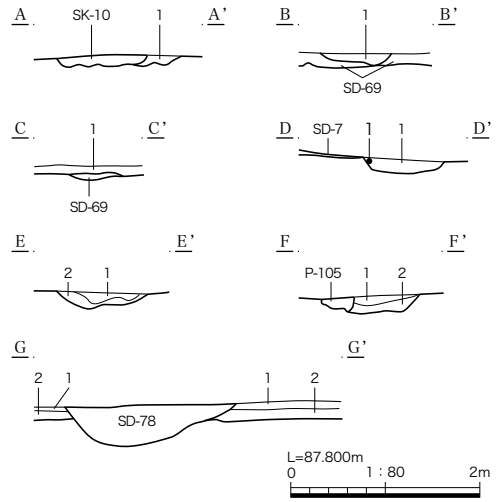 A SK-10 1 A’
B 1 B’
SD-69
C 1 C’
SD-69
D SD-7 1 1 D’
E E’
2 1
F F’
P-105 1 2
G G’
2 1 1 2
SD-78
L=87.800m
0 1：80 2m